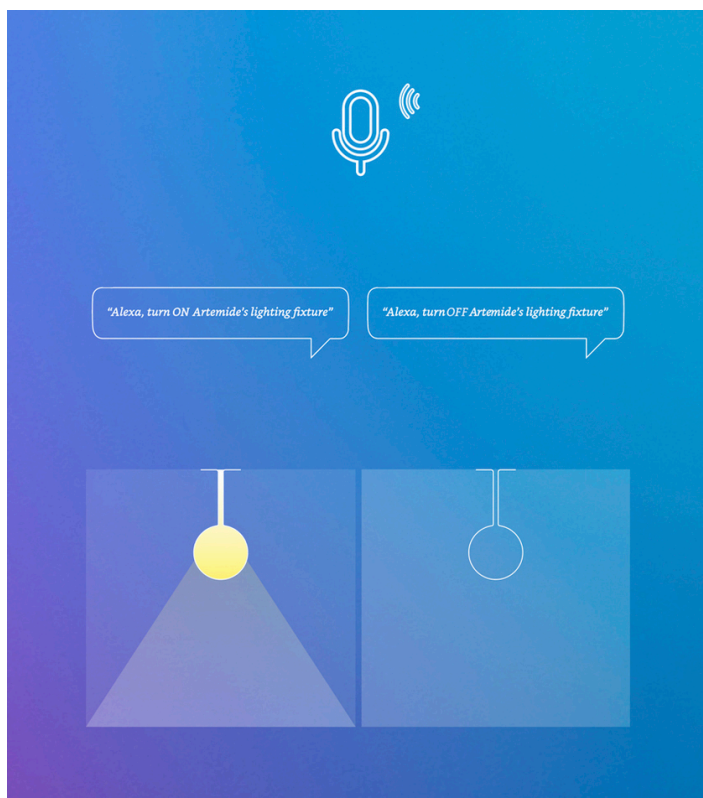 “Alexa, turn ON Artemide's lighting fixture”
“Alexa, turn OFF Artemide’s lighting fixture”